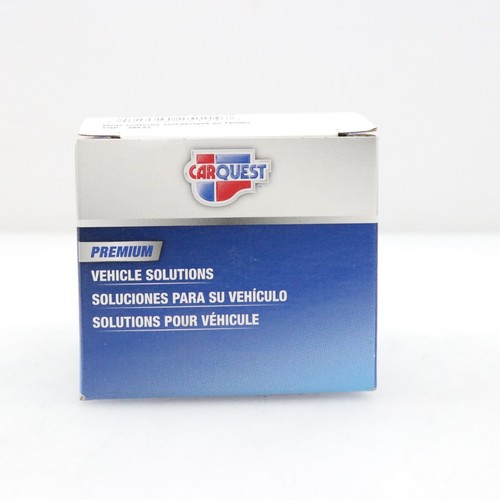 CARQUEST
PREMIUM
VEHICLE SOLUTIONS
SOLUCIONES PARA SU VEHÍCULO
SOLUTIONS POUR VÉHICULE